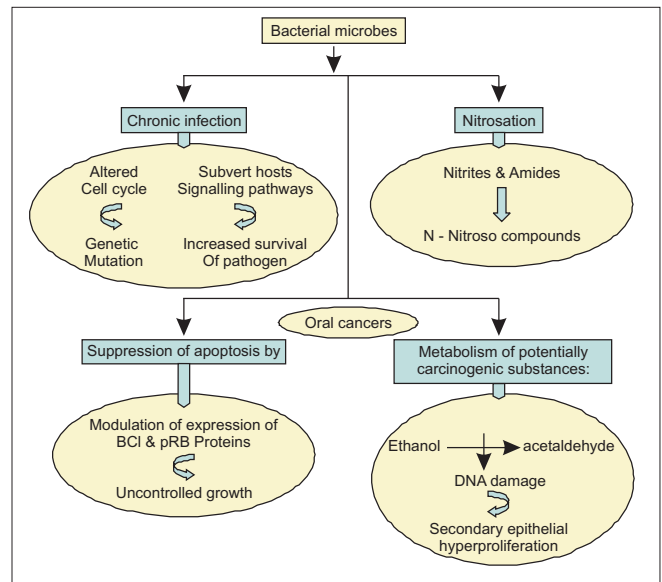 Bacterial microbes
Chronic infection
Nitrosation
Altered
Cell cycle
Genetic
Mutation
Subvert hosts
Signalling pathways
Increased survival
Of pathogen
Nitrites & Amides
N - Nitroso compounds
Oral cancers
Suppression of apoptosis by
Metabolism of potentially
carcinogenic substances:
Modulation of expression of
BCl & pRB Proteins
Uncontrolled growth
Ethanol
acetaldehyde
DNA damage
Secondary epithelial
hyperproliferation